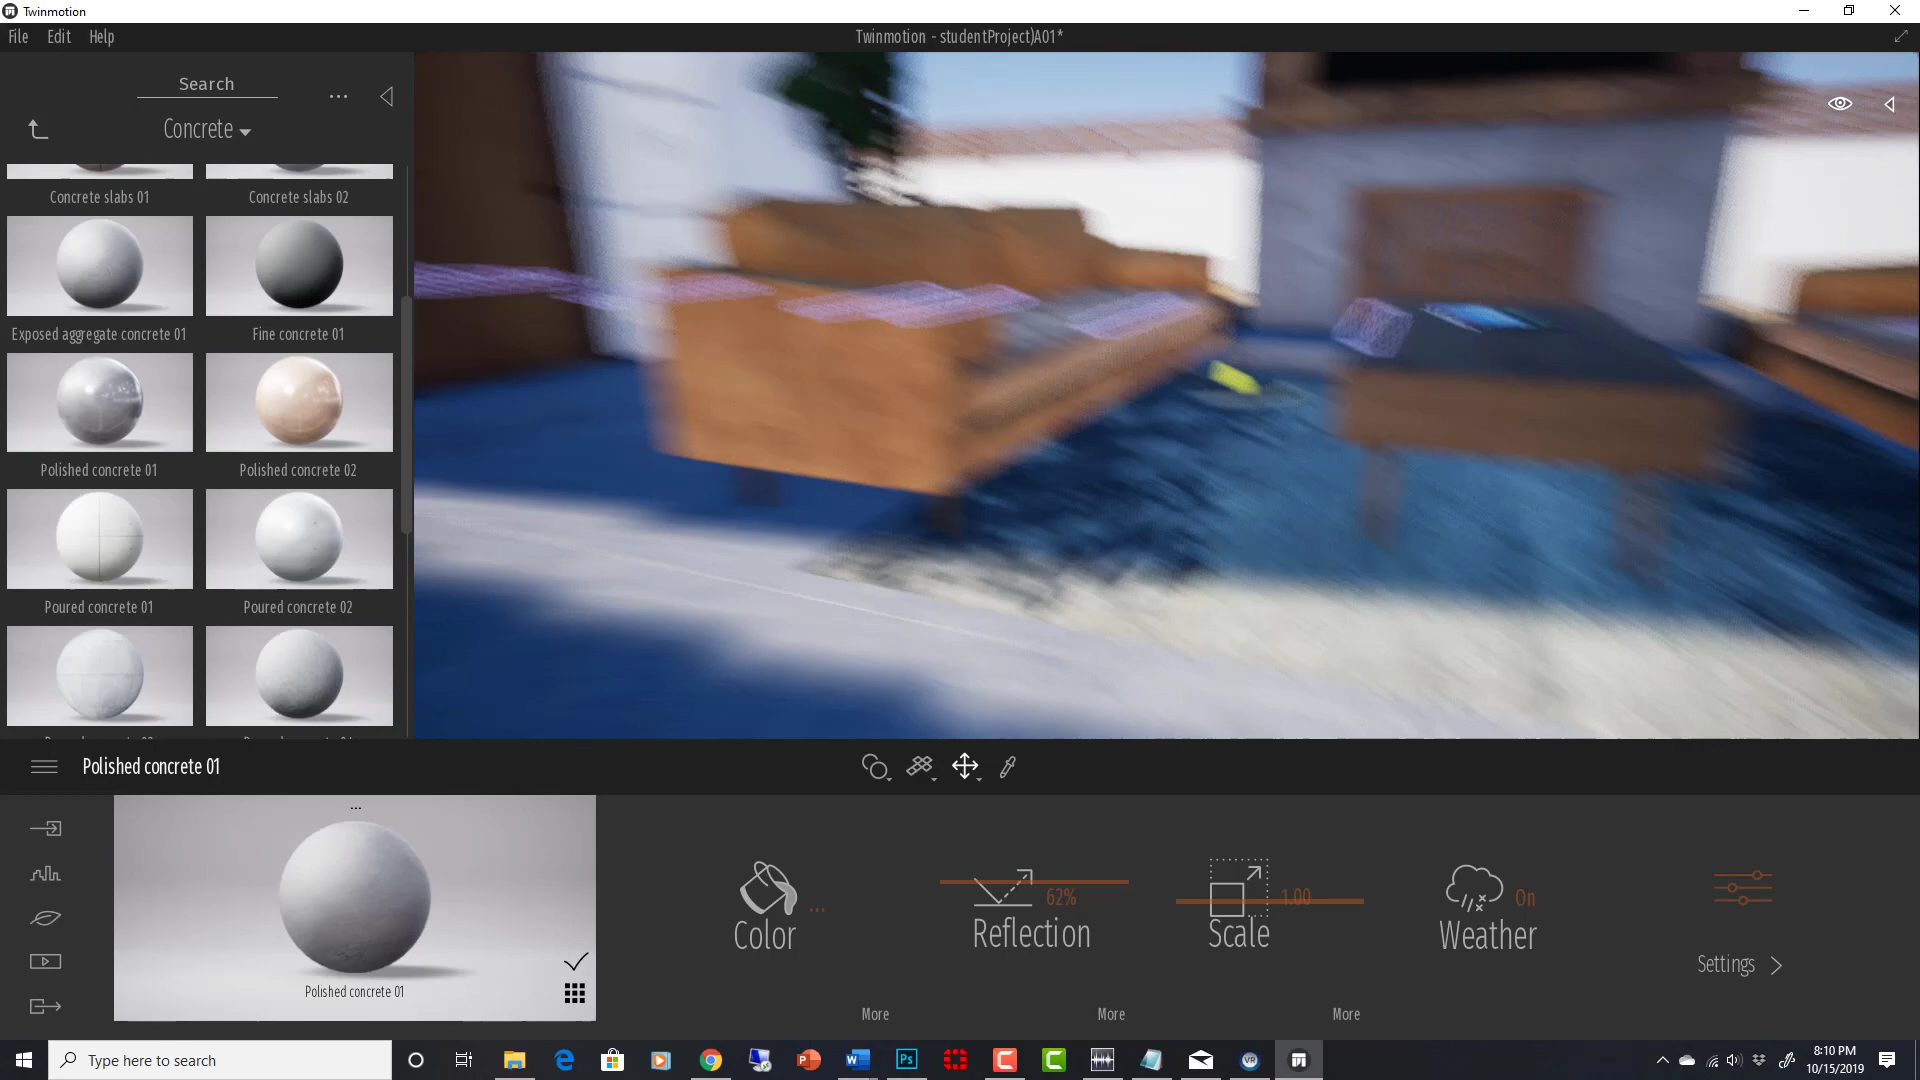 Twinmotion
File Edit Help
Twinmotion - studentProject)A01*
Search
...
Concrete
Concrete slabs 01
Concrete slabs 02
Exposed aggregate concrete 01
Fine concrete 01
Polished concrete 01
Polished concrete 02
Poured concrete 01
Poured concrete 02
Polished concrete 01
...
Polished concrete 01
Color ...
Reflection 62%
Scale 1.00
Weather On
Settings
More
More
More
Type here to search
8:10 PM
10/15/2019